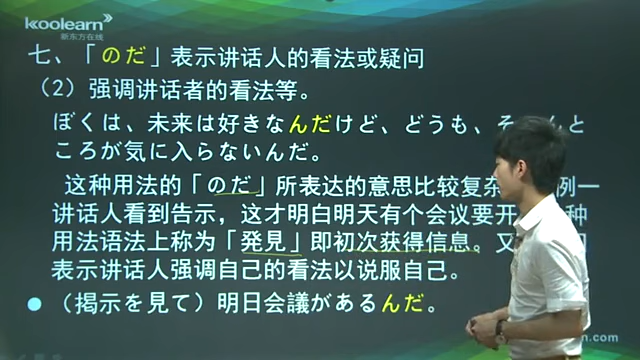 koolearn
新东方在线
七、「のだ」表示讲话人的看法或疑问
（2）强调讲话者的看法等。
ぼくは、未来は好きなんだけど、どうも、そ んと
ころが気に入らないんだ。
这种用法的「のだ」所表达的意思比较复杂 例一
讲话人看到告示，这才明白明天有个会议要开 种
用法语法上称为「発見」即初次获得信息。又
表示讲话人强调自己的看法以说服自己。
● （掲示を見て）明日会議があるんだ。
n.com